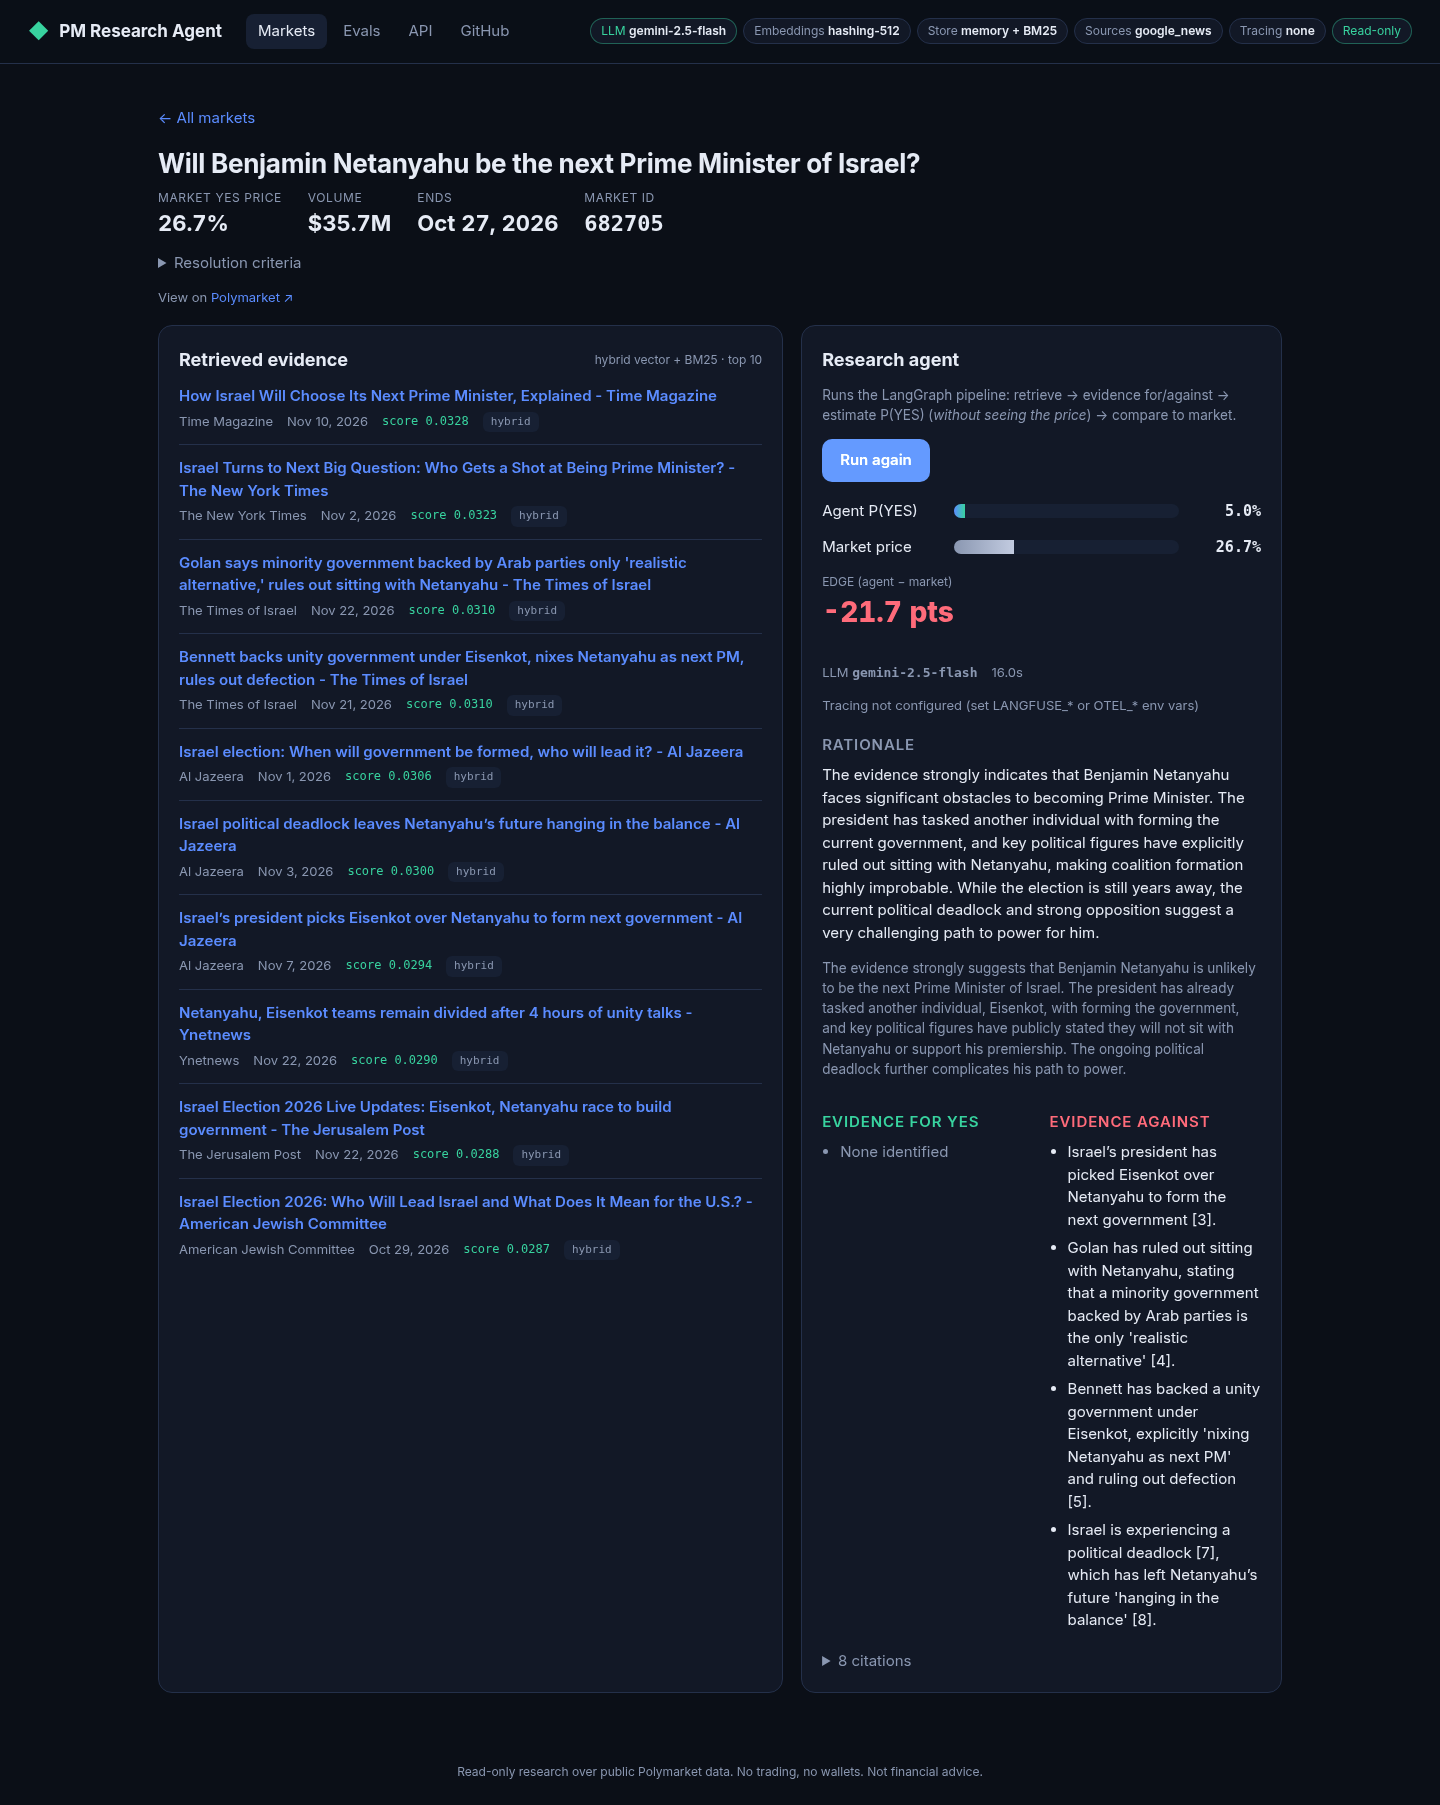 PM Research Agent
Markets
Evals
API
GitHub
LLM gemini-2.5-flash
Embeddings hashing-512
Store memory + BM25
Sources google_news
Tracing none
Read-only
← All markets
Will Benjamin Netanyahu be the next Prime Minister of Israel?
MARKET YES PRICE
26.7%
VOLUME
$35.7M
ENDS
Oct 27, 2026
MARKET ID
682705
▶ Resolution criteria
View on Polymarket ↗
Retrieved evidence
hybrid vector + BM25 · top 10
How Israel Will Choose Its Next Prime Minister, Explained - Time Magazine
Time Magazine Nov 10, 2026 score 0.0328 hybrid
Israel Turns to Next Big Question: Who Gets a Shot at Being Prime Minister? -
The New York Times
The New York Times Nov 2, 2026 score 0.0323 hybrid
Golan says minority government backed by Arab parties only 'realistic
alternative,' rules out sitting with Netanyahu - The Times of Israel
The Times of Israel Nov 22, 2026 score 0.0310 hybrid
Bennett backs unity government under Eisenkot, nixes Netanyahu as next PM,
rules out defection - The Times of Israel
The Times of Israel Nov 21, 2026 score 0.0310 hybrid
Israel election: When will government be formed, who will lead it? - Al Jazeera
Al Jazeera Nov 1, 2026 score 0.0306 hybrid
Israel political deadlock leaves Netanyahu’s future hanging in the balance - Al
Jazeera
Al Jazeera Nov 3, 2026 score 0.0300 hybrid
Israel’s president picks Eisenkot over Netanyahu to form next government - Al
Jazeera
Al Jazeera Nov 7, 2026 score 0.0294 hybrid
Netanyahu, Eisenkot teams remain divided after 4 hours of unity talks -
Ynetnews
Ynetnews Nov 22, 2026 score 0.0290 hybrid
Israel Election 2026 Live Updates: Eisenkot, Netanyahu race to build
government - The Jerusalem Post
The Jerusalem Post Nov 22, 2026 score 0.0288 hybrid
Israel Election 2026: Who Will Lead Israel and What Does It Mean for the U.S.? -
American Jewish Committee
American Jewish Committee Oct 29, 2026 score 0.0287 hybrid
Research agent
Runs the LangGraph pipeline: retrieve → evidence for/against →
estimate P(YES) (without seeing the price) → compare to market.
Run again
Agent P(YES) 5.0%
Market price 26.7%
EDGE (agent − market)
-21.7 pts
LLM gemini-2.5-flash 16.0s
Tracing not configured (set LANGFUSE_* or OTEL_* env vars)
RATIONALE
The evidence strongly indicates that Benjamin Netanyahu
faces significant obstacles to becoming Prime Minister. The
president has tasked another individual with forming the
current government, and key political figures have explicitly
ruled out sitting with Netanyahu, making coalition formation
highly improbable. While the election is still years away, the
current political deadlock and strong opposition suggest a
very challenging path to power for him.
The evidence strongly suggests that Benjamin Netanyahu is unlikely
to be the next Prime Minister of Israel. The president has already
tasked another individual, Eisenkot, with forming the government,
and key political figures have publicly stated they will not sit with
Netanyahu or support his premiership. The ongoing political
deadlock further complicates his path to power.
EVIDENCE FOR YES
• None identified
EVIDENCE AGAINST
• Israel’s president has
picked Eisenkot over
Netanyahu to form the
next government [3].
• Golan has ruled out sitting
with Netanyahu, stating
that a minority government
backed by Arab parties is
the only 'realistic
alternative' [4].
• Bennett has backed a unity
government under
Eisenkot, explicitly 'nixing
Netanyahu as next PM'
and ruling out defection
[5].
• Israel is experiencing a
political deadlock [7],
which has left Netanyahu’s
future 'hanging in the
balance' [8].
▶ 8 citations
Read-only research over public Polymarket data. No trading, no wallets. Not financial advice.